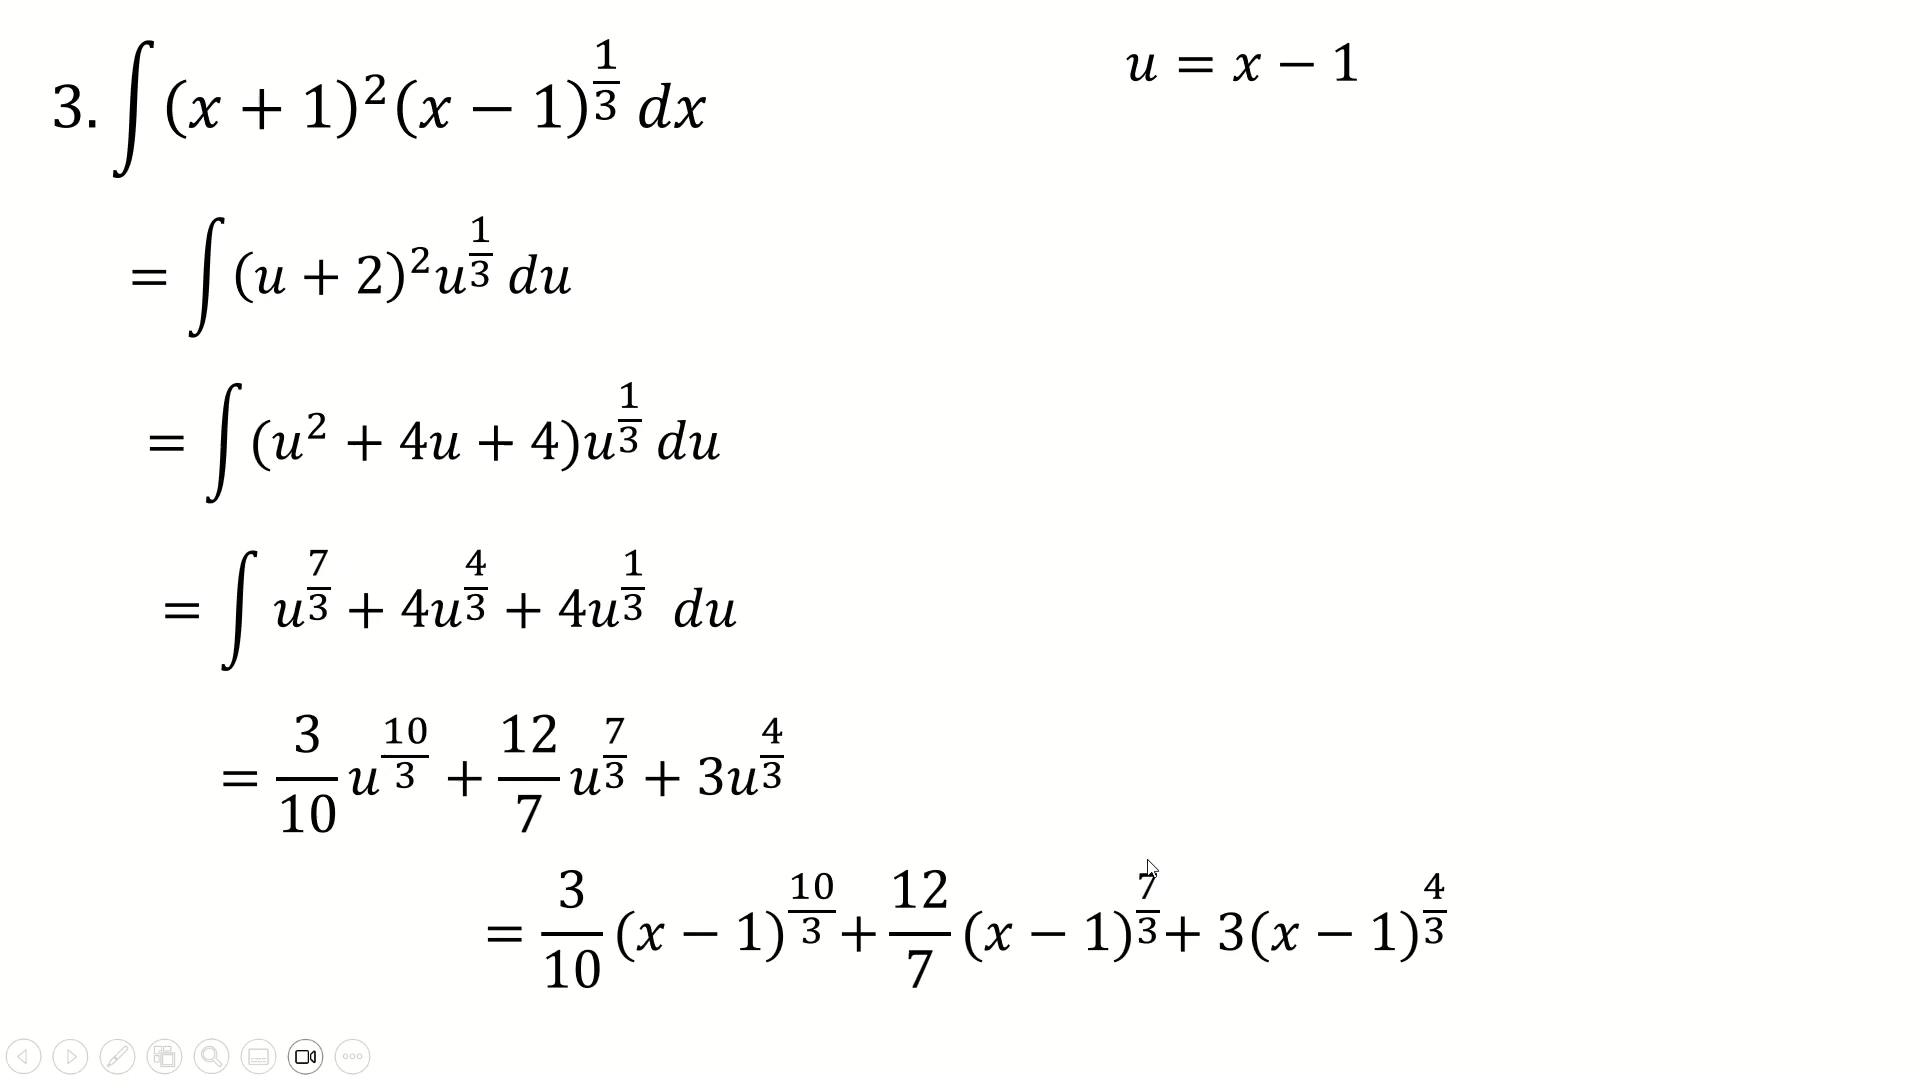 3. ∫(x + 1)²(x − 1)^(1/3) dx
u = x − 1
= ∫(u + 2)²u^(1/3) du
= ∫(u² + 4u + 4)u^(1/3) du
= ∫ u^(7/3) + 4u^(4/3) + 4u^(1/3) du
= 3/10 u^(10/3) + 12/7 u^(7/3) + 3u^(4/3)
= 3/10 (x − 1)^(10/3) + 12/7 (x − 1)^(7/3) + 3(x − 1)^(4/3)